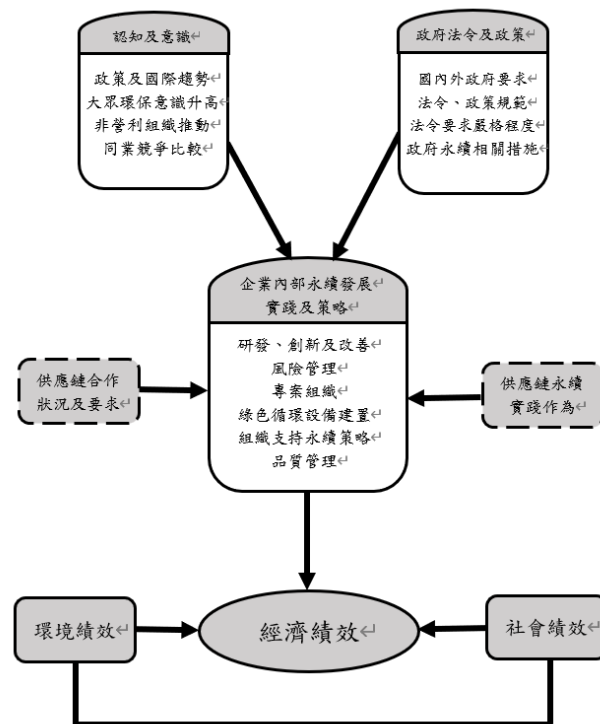 認知及意識↵
政策及國際趨勢↵
大眾環保意識升高↵
非營利組織推動↵
同業競爭比較↵
政府法令及政策↵
國內外政府要求↵
法令、政策規範↵
法令要求嚴格程度↵
政府永續相關措施↵
企業內部永續發展↵
實踐及策略↵
研發、創新及改善↵
風險管理↵
專案組織↵
綠色循環設備建置↵
組織支持永續策略↵
品質管理↵
供應鏈合作↵
狀況及要求↵
供應鏈永續↵
實踐作為↵
環境績效↵
經濟績效↵
社會績效↵